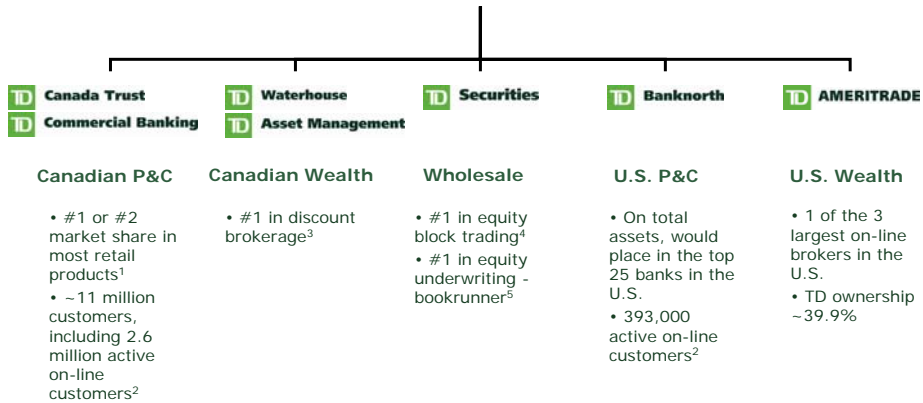 TD Canada Trust
TD Commercial Banking
TD Waterhouse
TD Asset Management
TD Securities
TD Banknorth
TD AMERITRADE
Canadian P&C
• #1 or #2
market share in
most retail
products¹
• ~11 million
customers,
including 2.6
million active
on-line
customers²
Canadian Wealth
• #1 in discount
brokerage³
Wholesale
• #1 in equity
block trading⁴
• #1 in equity
underwriting -
bookrunner⁵
U.S. P&C
• On total
assets, would
place in the top
25 banks in the
U.S.
• 393,000
active on-line
customers²
U.S. Wealth
• 1 of the 3
largest on-line
brokers in the
U.S.
• TD ownership
~39.9%